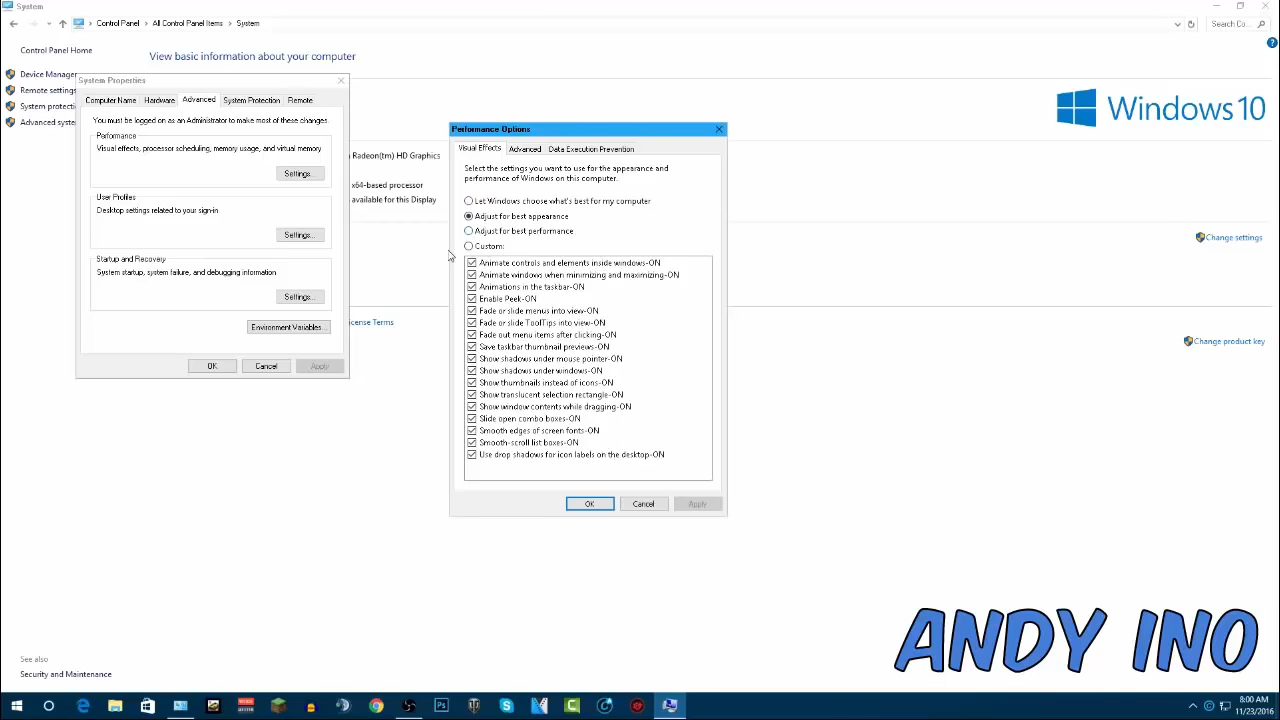 System
Control Panel > All Control Panel Items > System
Search Co...
Control Panel Home
View basic information about your computer
Device Manager
Remote settings
System protecti
Advanced syste
System Properties
Computer Name Hardware Advanced System Protection Remote
You must be logged on as an Administrator to make most of these changes.
Performance
Visual effects, processor scheduling, memory usage, and virtual memory
Settings...
User Profiles
Desktop settings related to your sign-in
Settings...
Startup and Recovery
System startup, system failure, and debugging information
Settings...
Environment Variables...
OK Cancel Apply
Radeon(tm) HD Graphics
x64-based processor
available for this Display
icense Terms
Performance Options
Visual Effects Advanced Data Execution Prevention
Select the settings you want to use for the appearance and
performance of Windows on this computer.
Let Windows choose what's best for my computer
Adjust for best appearance
Adjust for best performance
Custom:
Animate controls and elements inside windows-ON
Animate windows when minimizing and maximizing-ON
Animations in the taskbar-ON
Enable Peek-ON
Fade or slide menus into view-ON
Fade or slide ToolTips into view-ON
Fade out menu items after clicking-ON
Save taskbar thumbnail previews-ON
Show shadows under mouse pointer-ON
Show shadows under windows-ON
Show thumbnails instead of icons-ON
Show translucent selection rectangle-ON
Show window contents while dragging-ON
Slide open combo boxes-ON
Smooth edges of screen fonts-ON
Smooth-scroll list boxes-ON
Use drop shadows for icon labels on the desktop-ON
OK Cancel Apply
Windows 10
Change settings
Change product key
See also
Security and Maintenance
ANDY INO
8:00 AM
11/23/2016